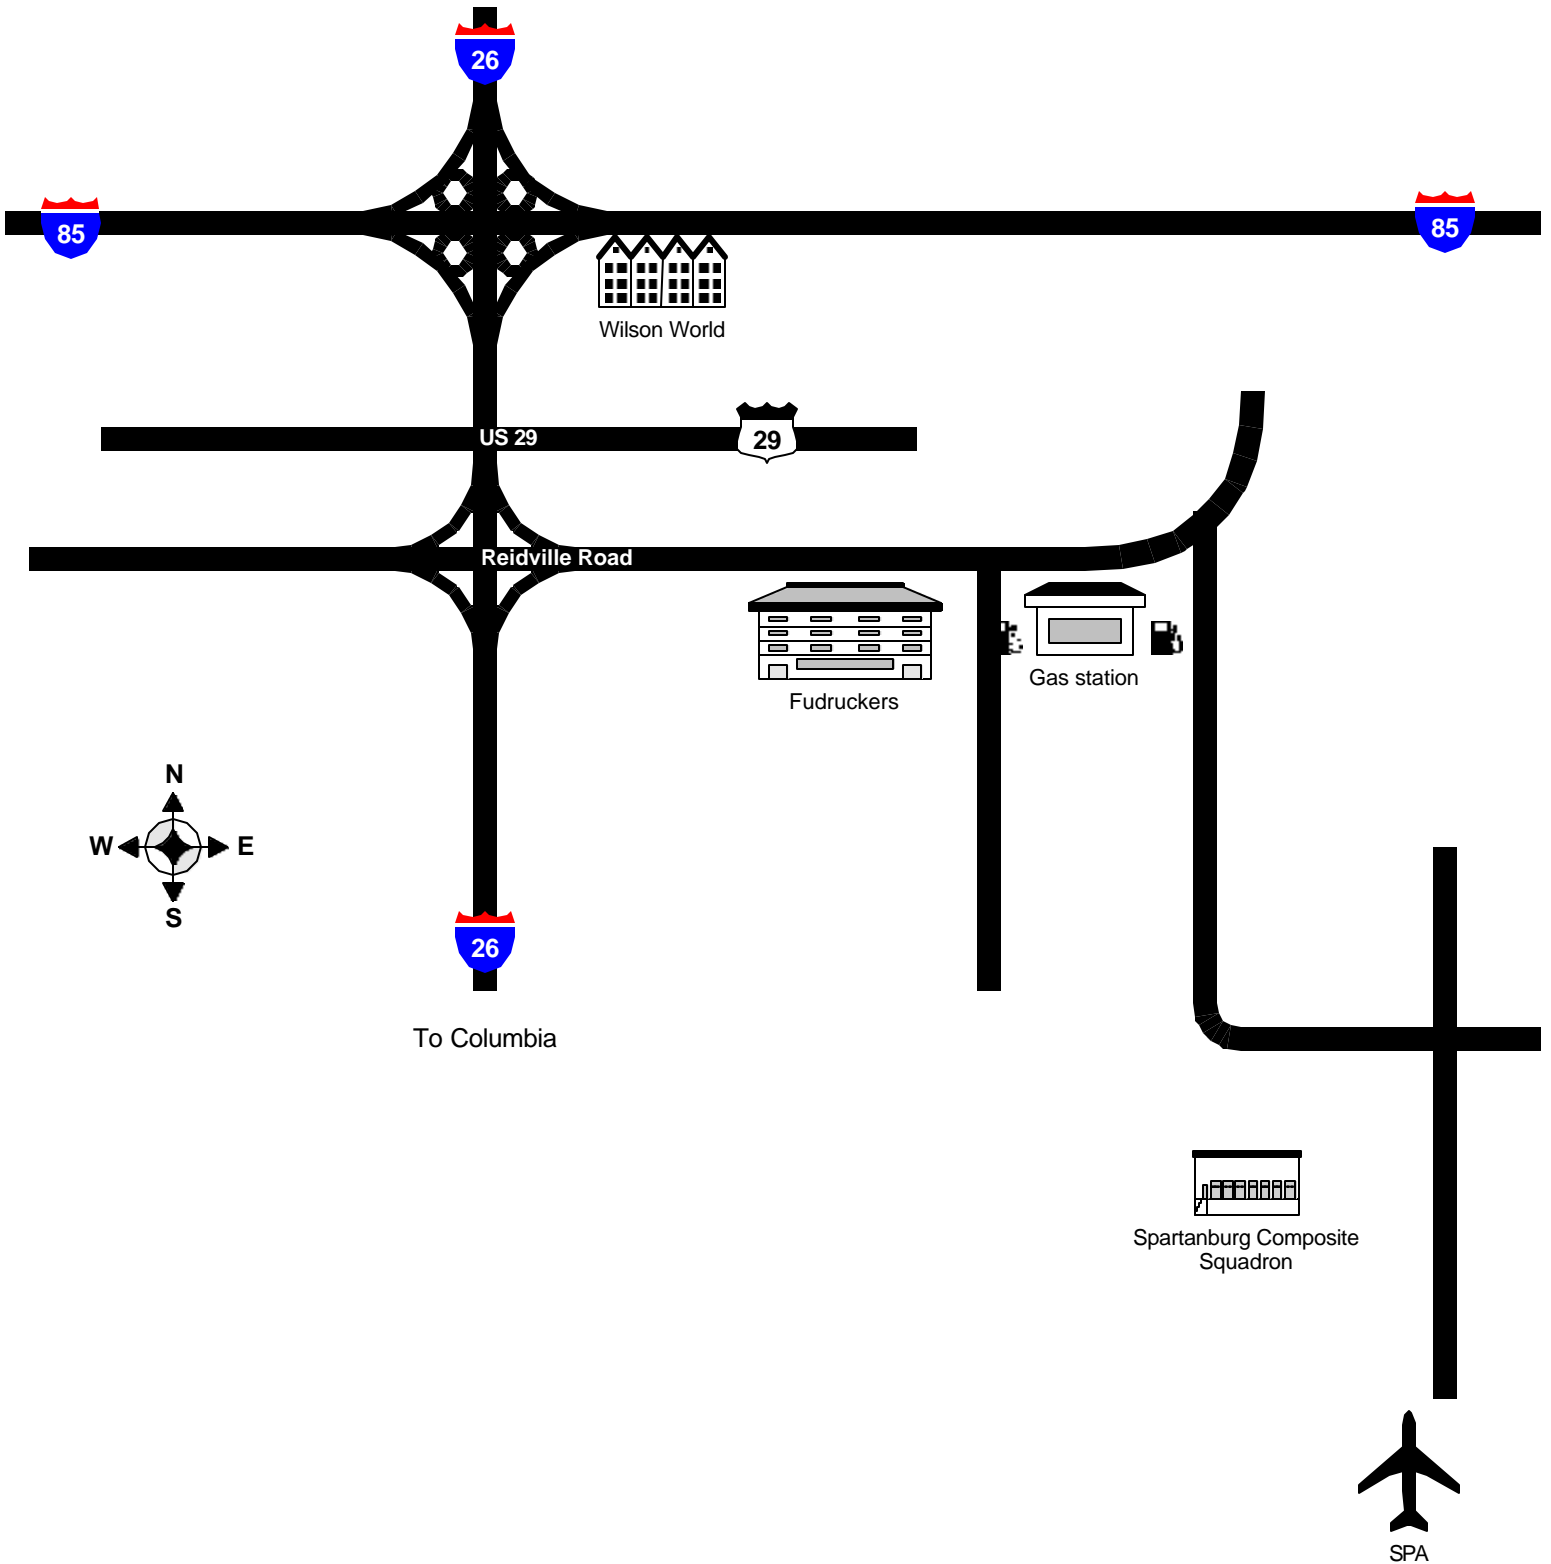 26
85
85
Wilson World
US 29
29
Reidville Road
Gas station
Fudruckers
N
W
E
S
26
To Columbia
Spartanburg Composite
Squadron
SPA